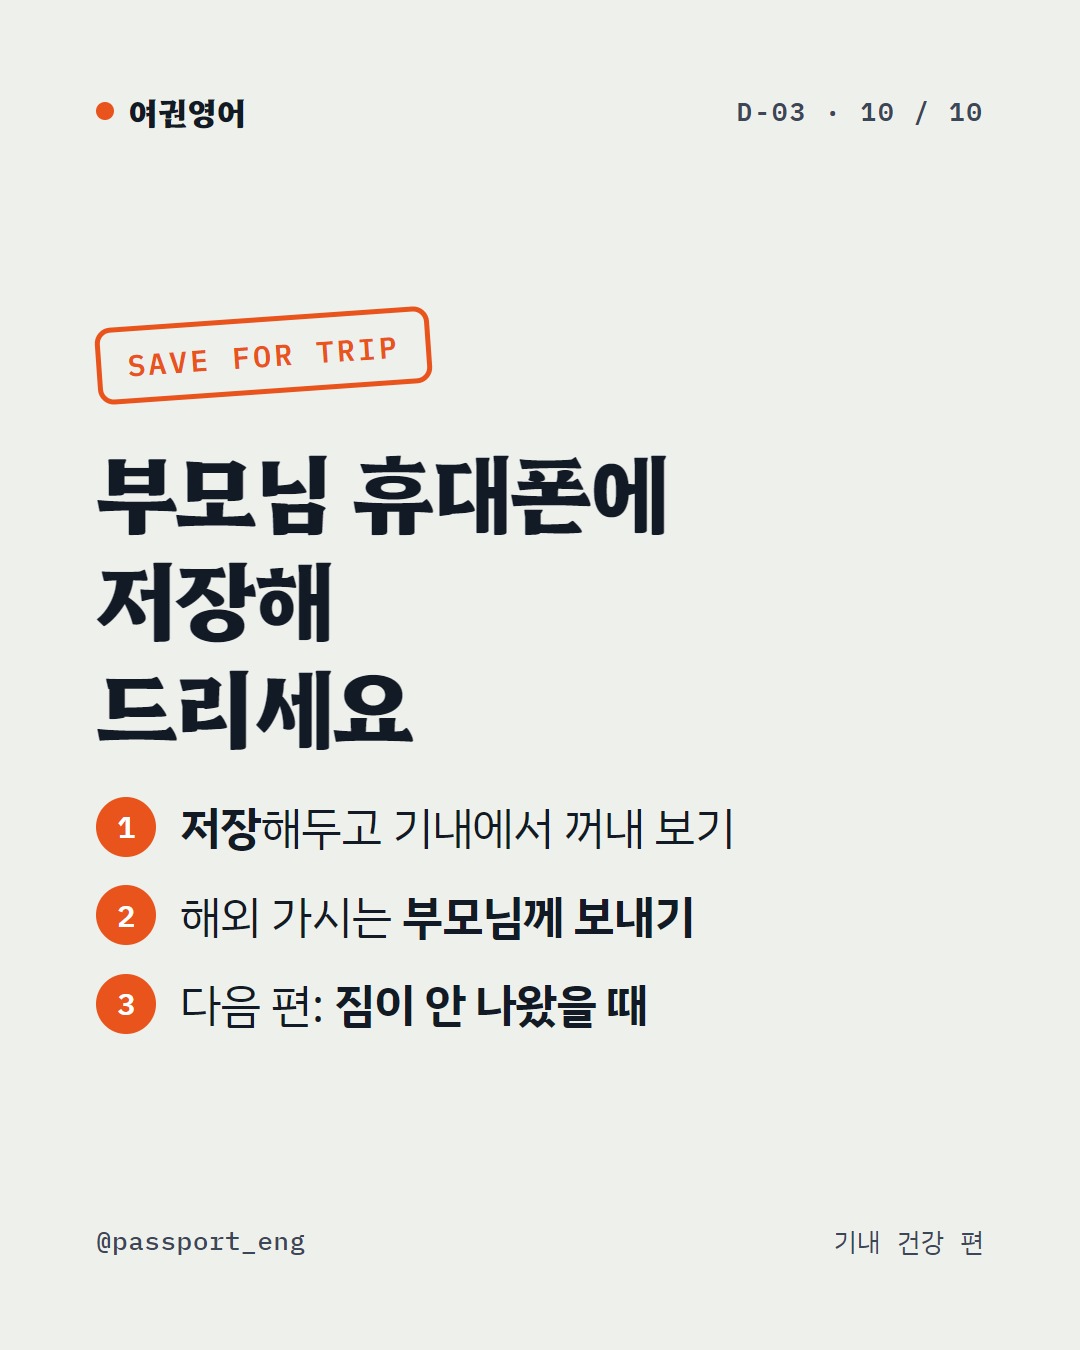 여권영어
D-03 · 10 / 10
SAVE FOR TRIP
부모님 휴대폰에
저장해
드리세요
1 저장해두고 기내에서 꺼내 보기
2 해외 가시는 부모님께 보내기
3 다음 편: 짐이 안 나왔을 때
@passport_eng
기내 건강 편